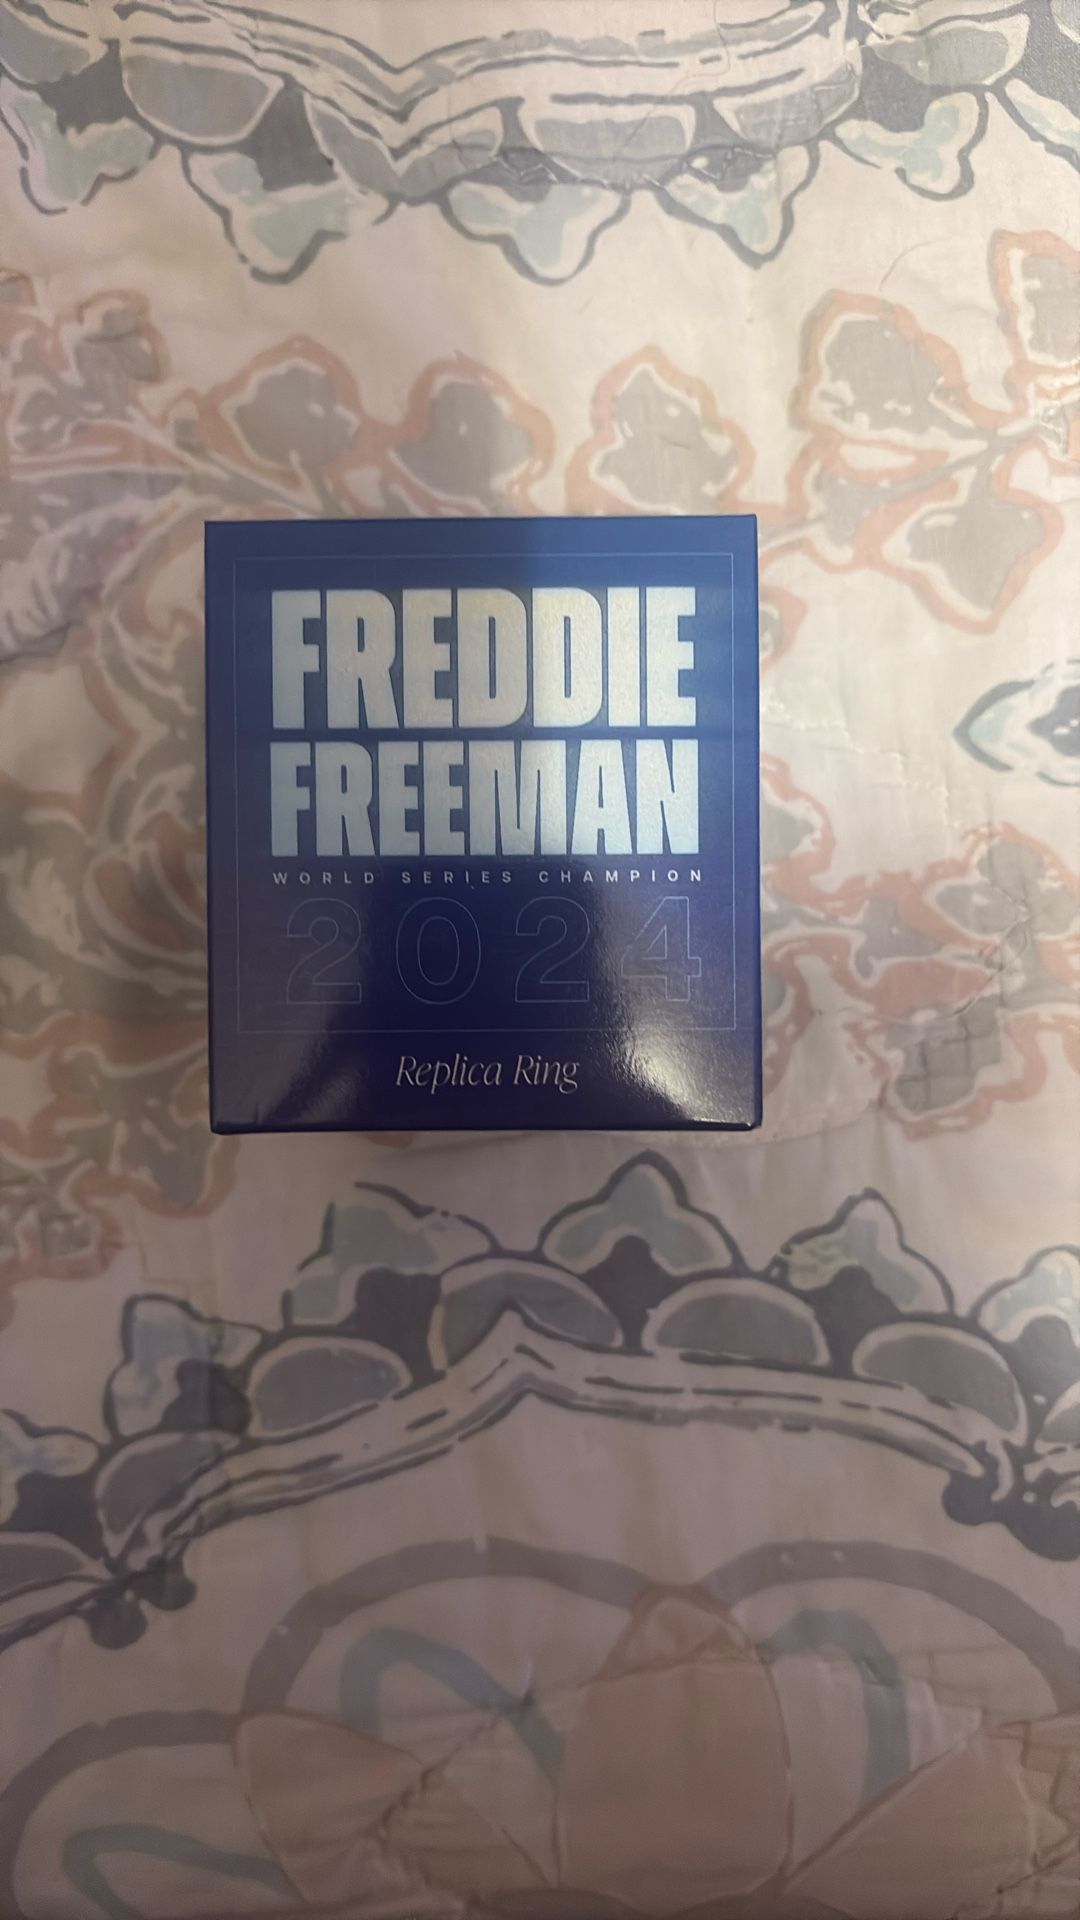 FREDDIE
FREEMAN
WORLD SERIES CHAMPION
2024
Replica Ring